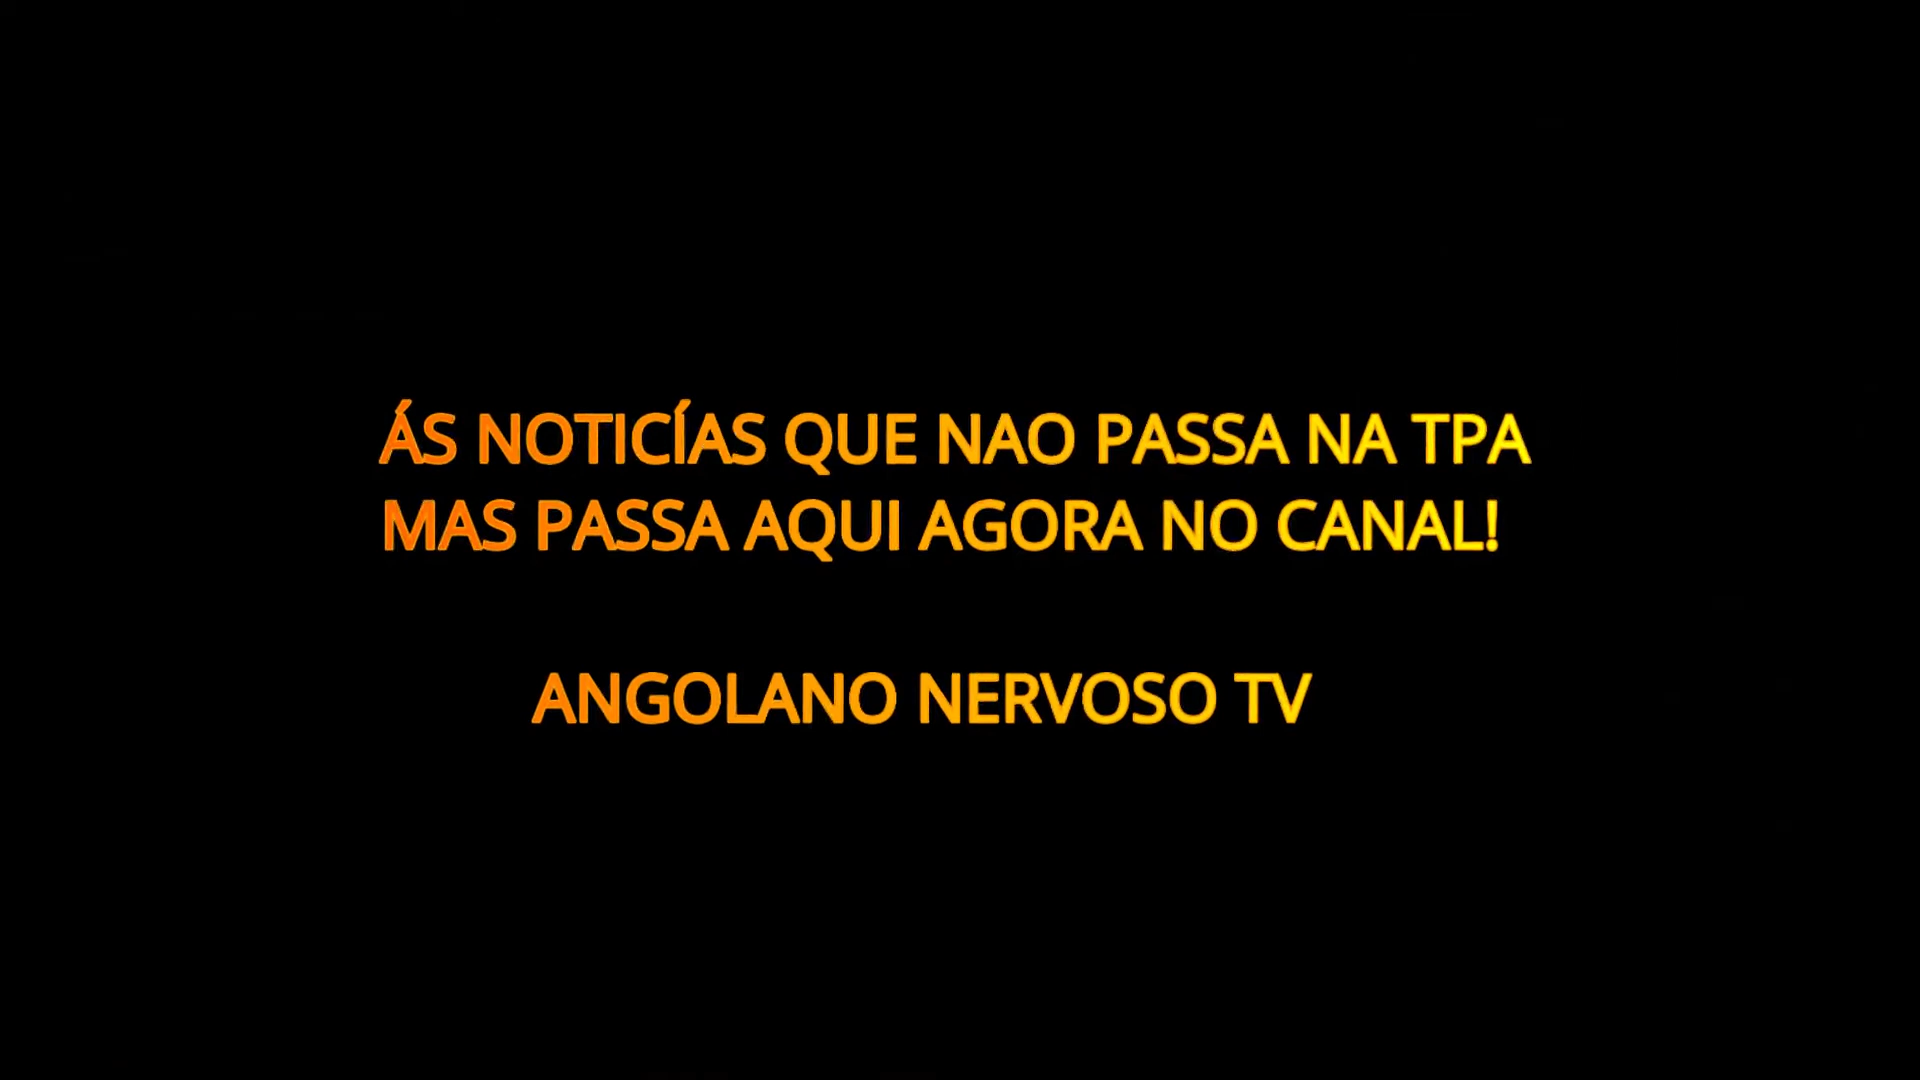 ÁS NOTICÍAS QUE NAO PASSA NA TPA
MAS PASSA AQUI AGORA NO CANAL!
ANGOLANO NERVOSO TV